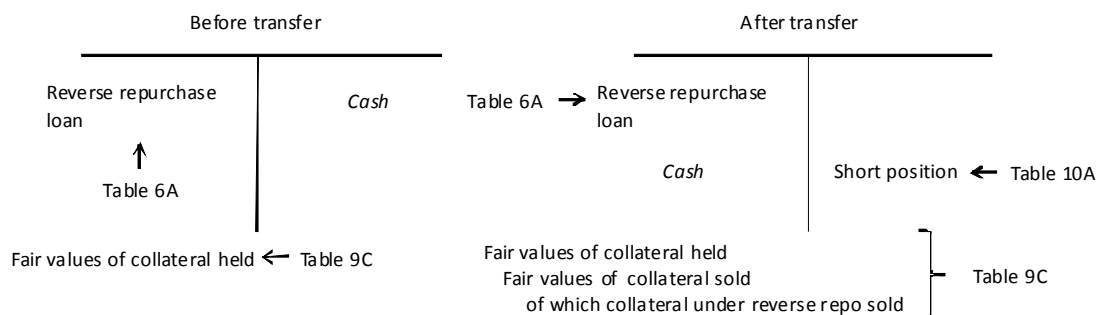 Before transfer
Reverse repurchase
loan
Cash
Table 6A
Fair values of collateral held
Table 9C
After transfer
Table 6A
Reverse repurchase
loan
Cash
Short position
Table 10A
Fair values of collateral held
Fair values of collateral sold
of which collateral under reverse repo sold
Table 9C